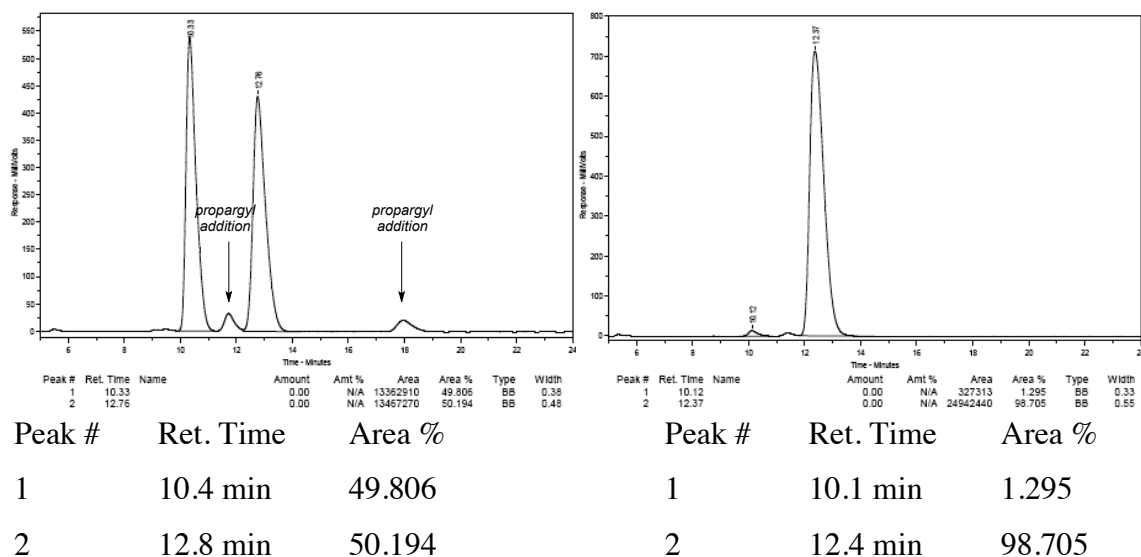 550
500
450
400
350
300
250
200
150
100
50
0
Response - MilliVolts
10.33
12.76
propargyl
addition
propargyl
addition
6 8 10 12 14 16 18 20 22 24
Time - Minutes
Peak # Ret. Time Name Amount Amt % Area Area % Type Width
1 10.33 0.00 N/A 13362910 49.806 BB 0.38
2 12.76 0.00 N/A 13467270 50.194 BB 0.48
Peak # Ret. Time Area %
1 10.4 min 49.806
2 12.8 min 50.194
800
700
600
500
400
300
200
100
0
Response - MilliVolts
10.12
12.37
6 8 10 12 14 16 18 20 22 24
Time - Minutes
Peak # Ret. Time Name Amount Amt % Area Area % Type Width
1 10.12 0.00 N/A 327313 1.295 BB 0.33
2 12.37 0.00 N/A 24942440 98.705 BB 0.55
Peak # Ret. Time Area %
1 10.1 min 1.295
2 12.4 min 98.705